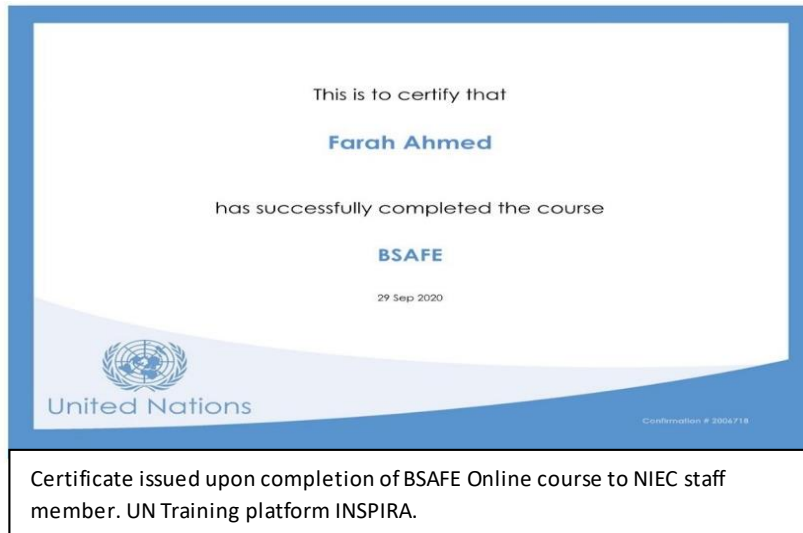 This is to certify that
Farah Ahmed
has successfully completed the course
BSAFE
29 Sep 2020
United Nations
Confirmation # 2006718
Certificate issued upon completion of BSAFE Online course to NIEC staff
member. UN Training platform INSPIRA.